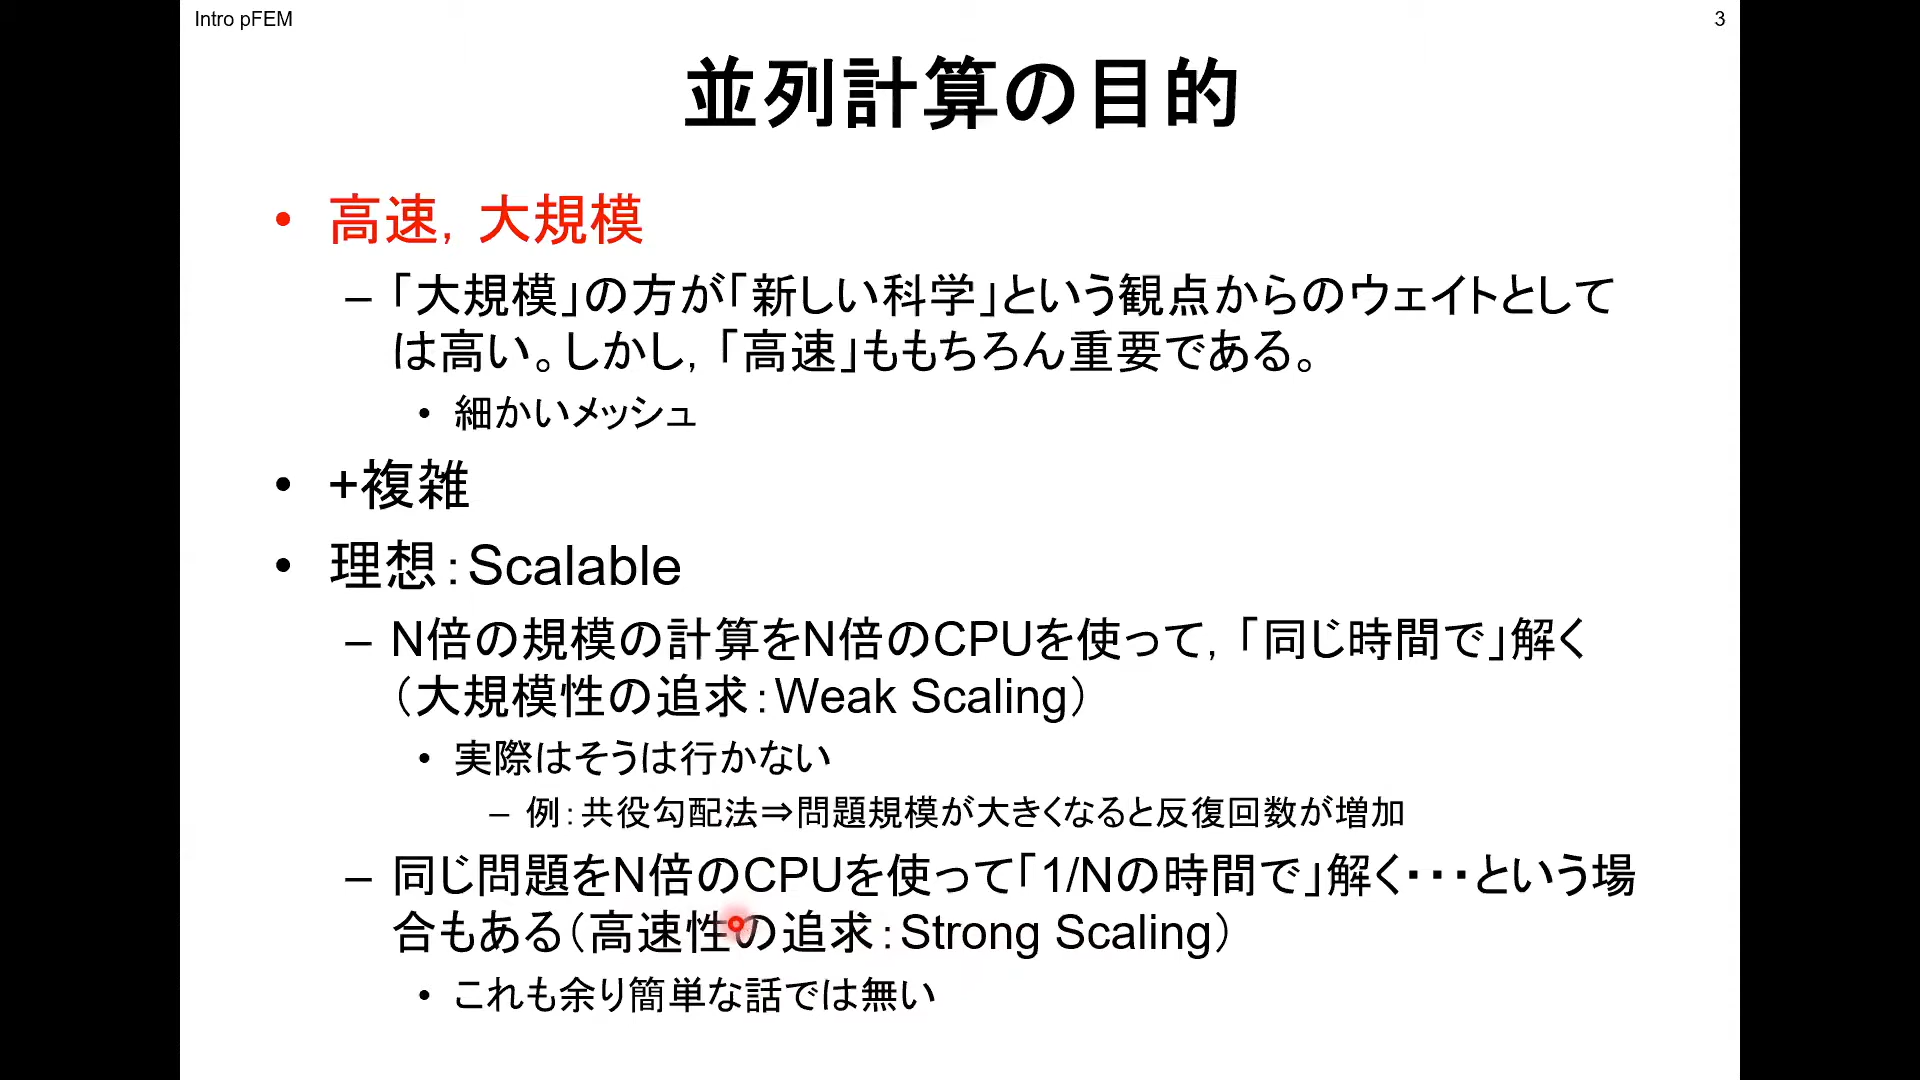 Intro pFEM
3
並列計算の目的
• 高速，大規模
– 「大規模」の方が「新しい科学」という観点からのウェイトとして
は高い。しかし，「高速」ももちろん重要である。
• 細かいメッシュ
• +複雑
• 理想：Scalable
– N倍の規模の計算をN倍のCPUを使って，「同じ時間で」解く
（大規模性の追求：Weak Scaling）
• 実際はそうは行かない
– 例：共役勾配法⇒問題規模が大きくなると反復回数が増加
– 同じ問題をN倍のCPUを使って「1/Nの時間で」解く・・・という場
合もある（高速性の追求：Strong Scaling）
• これも余り簡単な話では無い